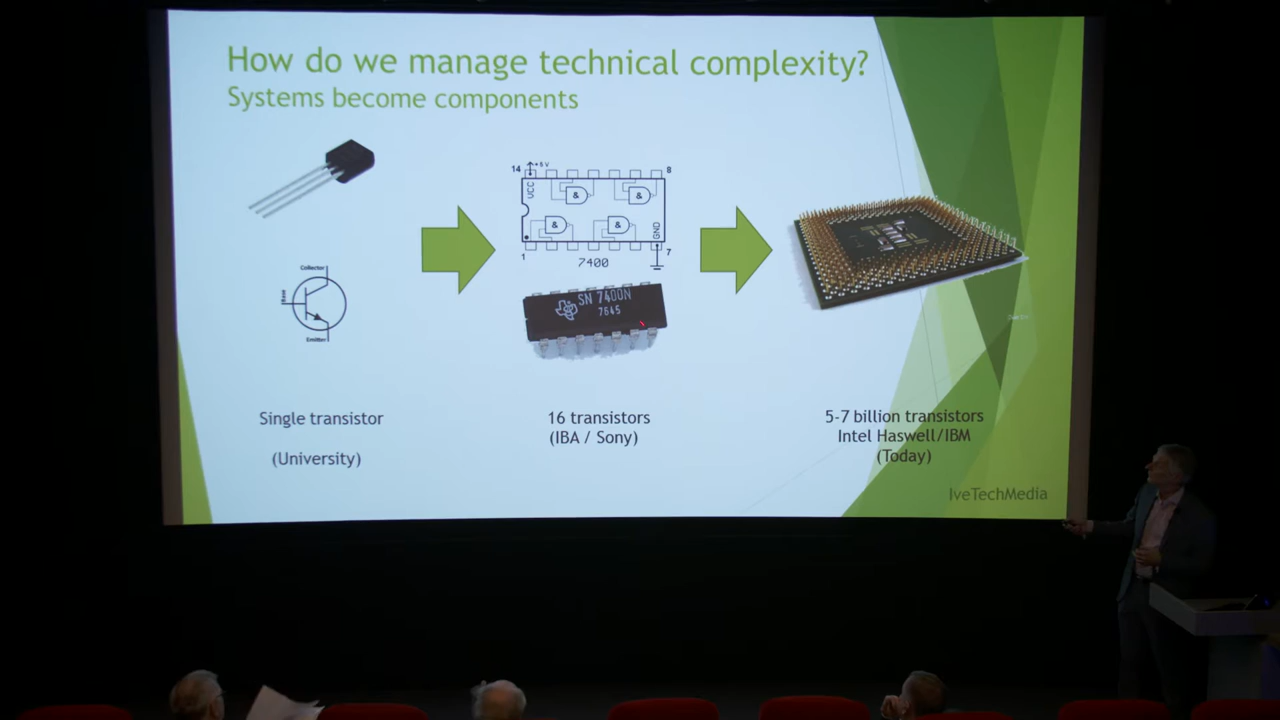 How do we manage technical complexity?
Systems become components
Collector
Base
Emitter
Single transistor
(University)
14 +5V 8
VCC
& &
& &
GND
1 7
7400
SN 7400N
7645
16 transistors
(IBA / Sony)
5-7 billion transistors
Intel Haswell/IBM
(Today)
IveTechMedia